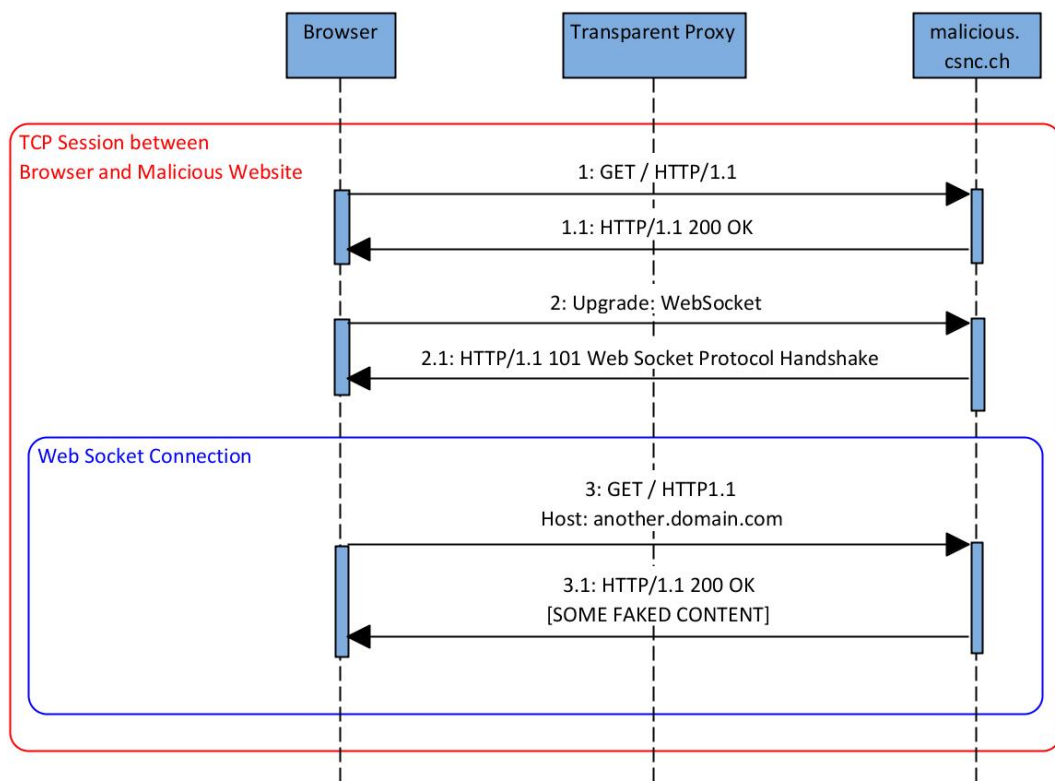 Browser
Transparent Proxy
malicious.
csnc.ch
TCP Session between
Browser and Malicious Website
1: GET / HTTP/1.1
1.1: HTTP/1.1 200 OK
2: Upgrade: WebSocket
2.1: HTTP/1.1 101 Web Socket Protocol Handshake
Web Socket Connection
3: GET / HTTP1.1
Host: another.domain.com
3.1: HTTP/1.1 200 OK
[SOME FAKED CONTENT]